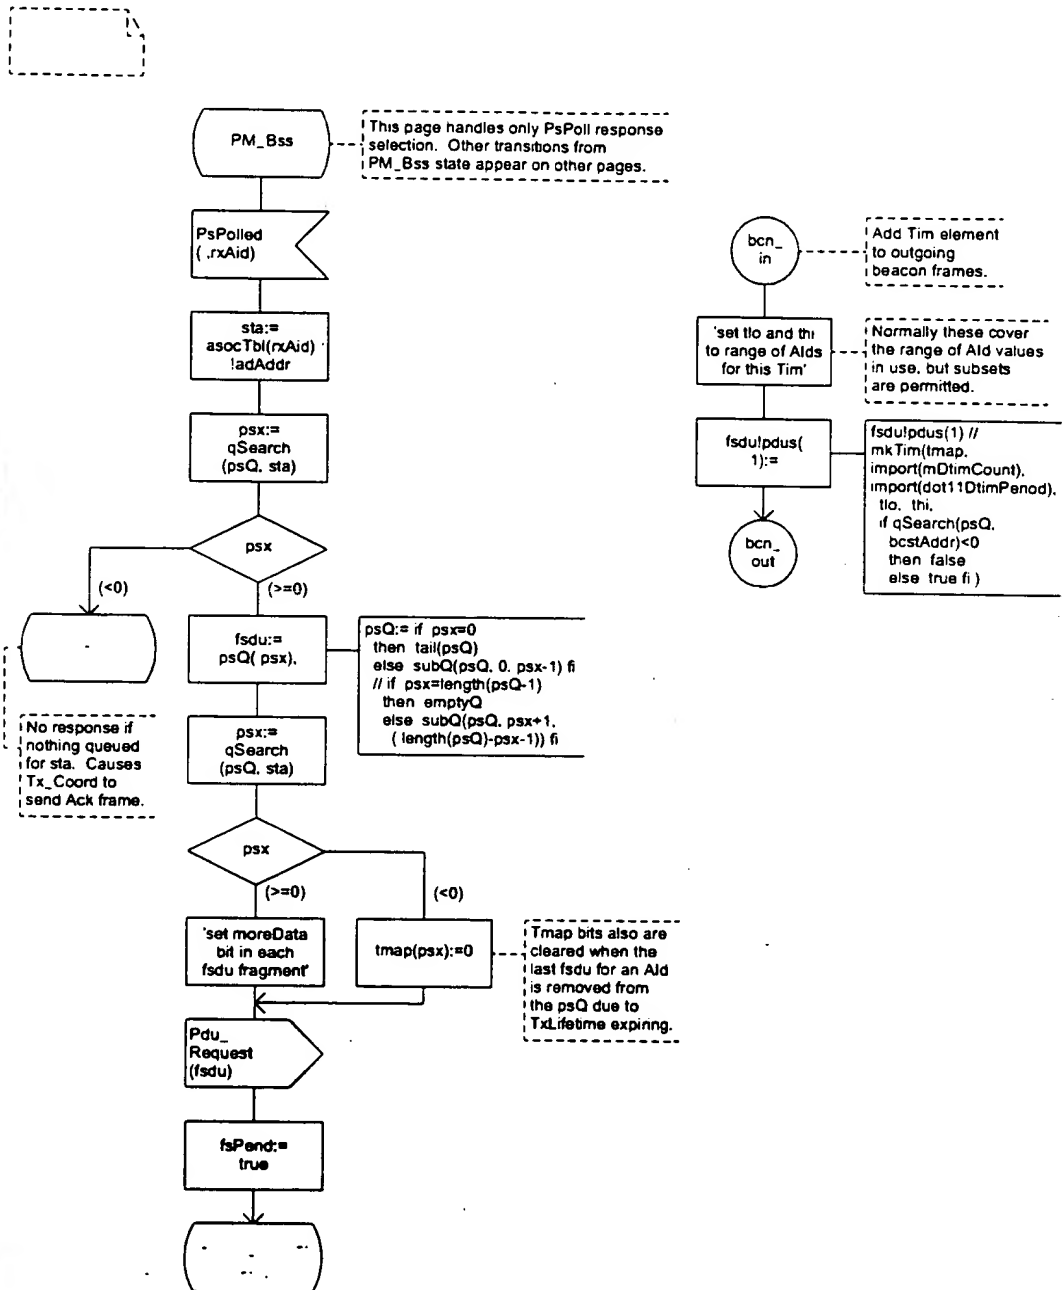 PM_Bss
This page handles only PsPoll response
selection. Other transitions from
PM_Bss state appear on other pages.
PsPolled
( ,rxAid)
sta:=
asocTbl(rxAid)
!adAddr
psx:=
qSearch
(psQ, sta)
psx
(<0)
(>=0)
-
No response if
nothing queued
for sta. Causes
Tx_Coord to
send Ack frame.
fsdu:=
psQ( psx),
psQ:= if psx=0
then tail(psQ)
else subQ(psQ, 0, psx-1) fi
// if psx=length(psQ-1)
then emptyQ
else subQ(psQ, psx+1,
( length(psQ)-psx-1)) fi
psx:=
qSearch
(psQ, sta)
psx
(>=0)
(<0)
'set moreData
bit in each
fsdu fragment'
tmap(psx):=0
Tmap bits also are
cleared when the
last fsdu for an AId
is removed from
the psQ due to
TxLifetime expiring.
Pdu_
Request
(fsdu)
fsPend:=
true
-
bcn_
in
Add Tim element
to outgoing
beacon frames.
'set tlo and thi
to range of AIds
for this Tim'
Normally these cover
the range of AId values
in use, but subsets
are permitted.
fsdu!pdus(
1):=
fsdu!pdus(1) //
mkTim(tmap,
import(mDtimCount),
import(dot11DtimPeriod),
tlo, thi,
if qSearch(psQ,
bcstAddr)<0
then false
else true fi )
bcn_
out